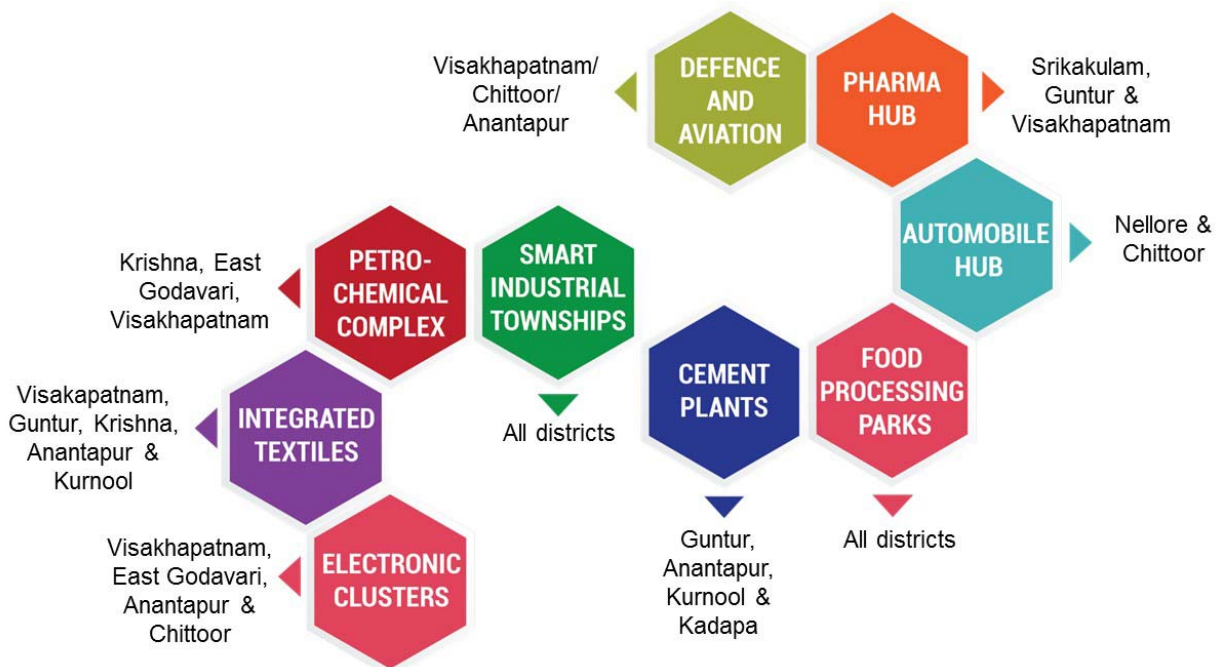 Visakhapatnam/
Chittoor/
Anantapur
DEFENCE
AND
AVIATION
PHARMA
HUB
Srikakulam,
Guntur &
Visakhapatnam
AUTOMOBILE
HUB
Nellore &
Chittoor
Krishna, East
Godavari,
Visakhapatnam
PETRO-
CHEMICAL
COMPLEX
SMART
INDUSTRIAL
TOWNSHIPS
All districts
CEMENT
PLANTS
Guntur,
Anantapur,
Kurnool &
Kadapa
FOOD
PROCESSING
PARKS
All districts
Visakapatnam,
Guntur, Krishna,
Anantapur &
Kurnool
INTEGRATED
TEXTILES
Visakhapatnam,
East Godavari,
Anantapur &
Chittoor
ELECTRONIC
CLUSTERS